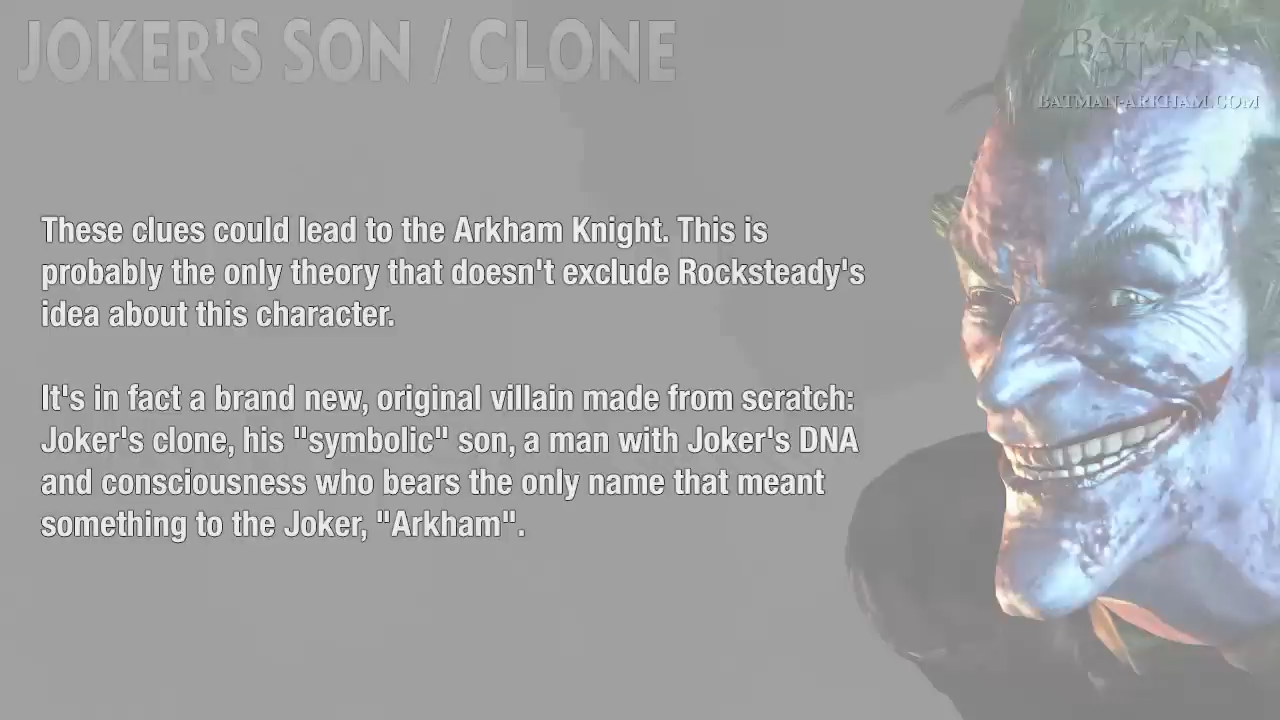 JOKER'S SON / CLONE
BATMAN
BATMAN-ARKHAM.COM
These clues could lead to the Arkham Knight. This is
probably the only theory that doesn't exclude Rocksteady's
idea about this character.
It's in fact a brand new, original villain made from scratch:
Joker's clone, his "symbolic" son, a man with Joker's DNA
and consciousness who bears the only name that meant
something to the Joker, "Arkham".